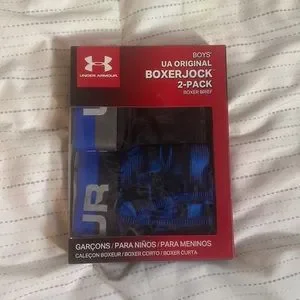 UNDER ARMOUR
BOYS'
UA ORIGINAL
BOXERJOCK
2-PACK
BOXER BRIEF
U
UR
GARÇONS / PARA NIÑOS / PARA MENINOS
CALEÇON BOXEUR / BOXER CORTO / BOXER CURTA